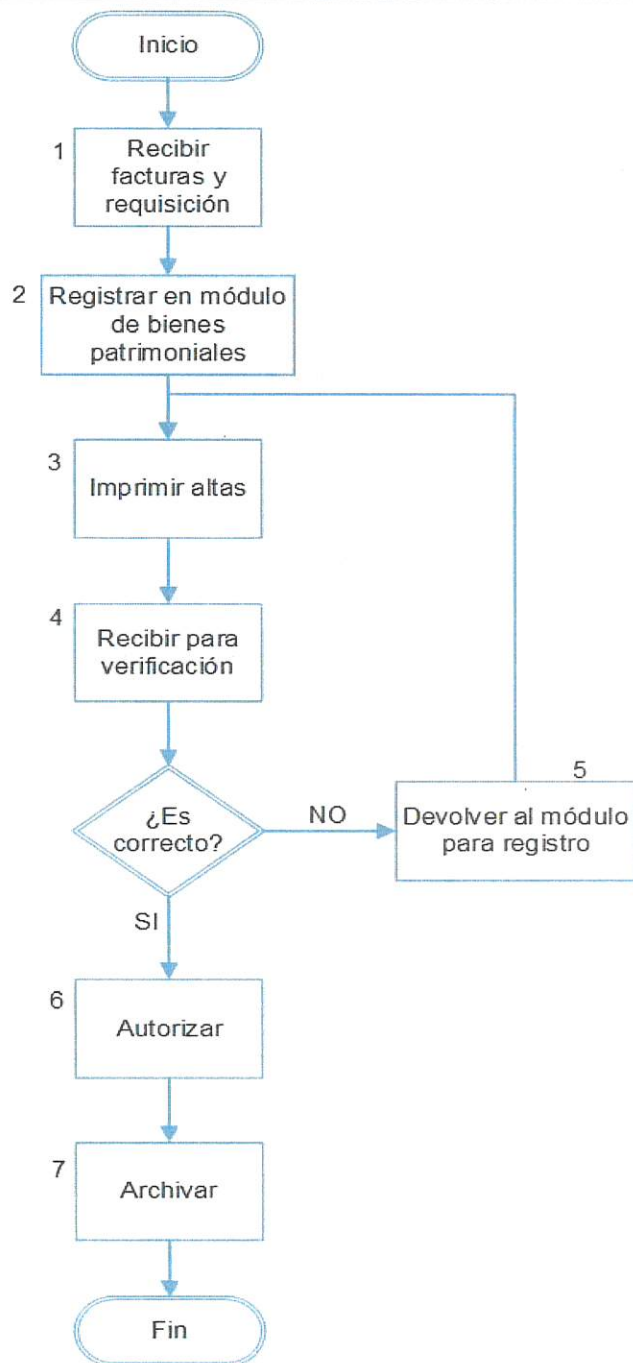 Inicio
1
Recibir
facturas y
requisición
2
Registrar en módulo
de bienes
patrimoniales
3
Imprimir altas
4
Recibir para
verificación
¿Es
correcto?
NO
5
Devolver al módulo
para registro
SI
6
Autorizar
7
Archivar
Fin